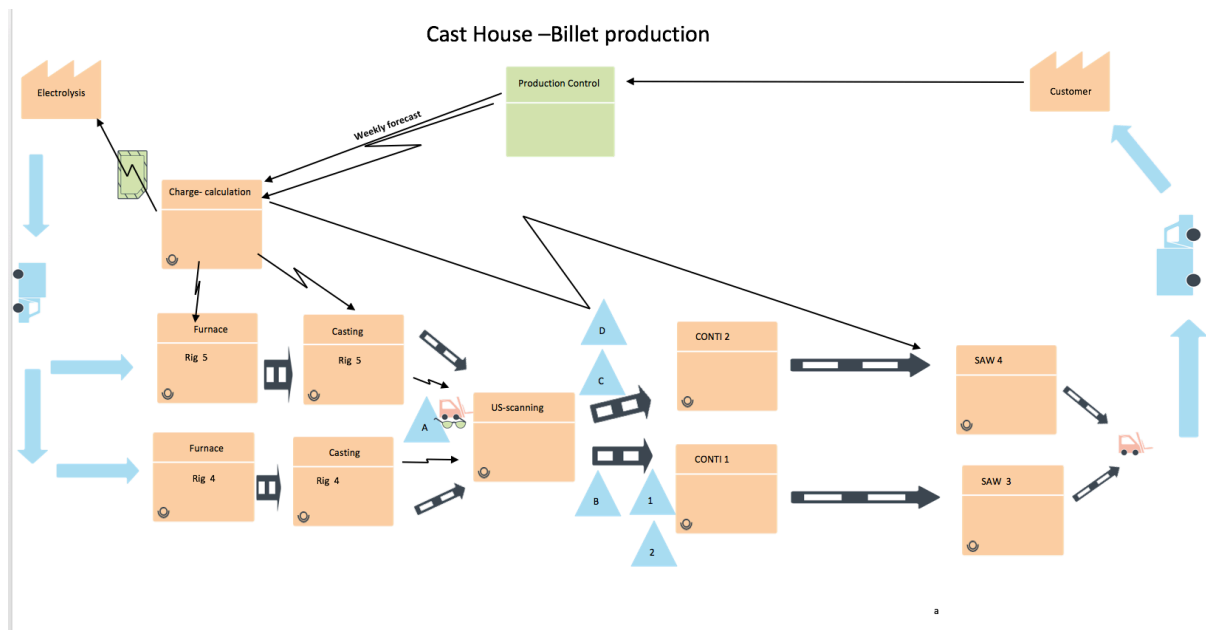 Cast House –Billet production
Electrolysis
Production Control
Customer
Weekly forecast
Charge- calculation
Furnace
Rig 5
Casting
Rig 5
D
CONTI 2
SAW 4
C
A
US-scanning
Furnace
Rig 4
Casting
Rig 4
CONTI 1
SAW 3
B
1
2
a